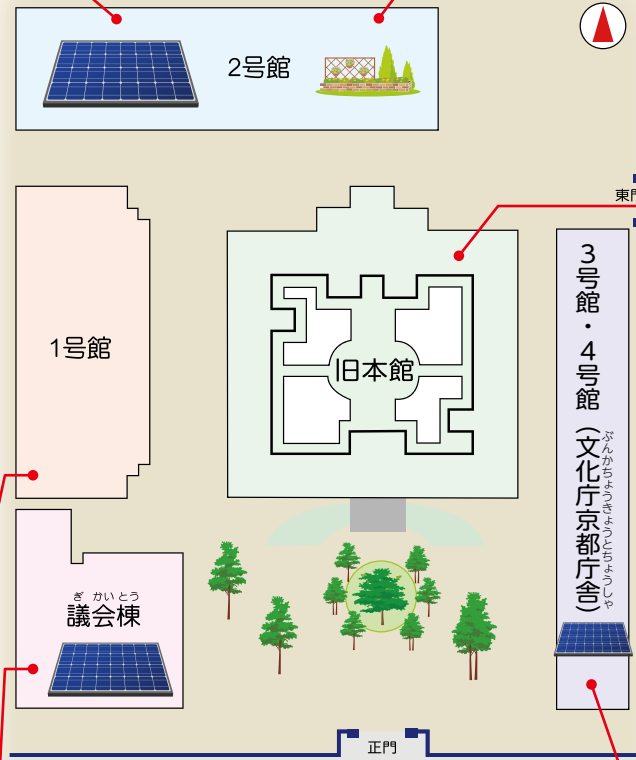 2号館
東門
1号館
旧本館
3号館・4号館（文化庁京都庁舎）
ぶんかちょうきょうとちょうしゃ
ぎかいとう
議会棟
正門